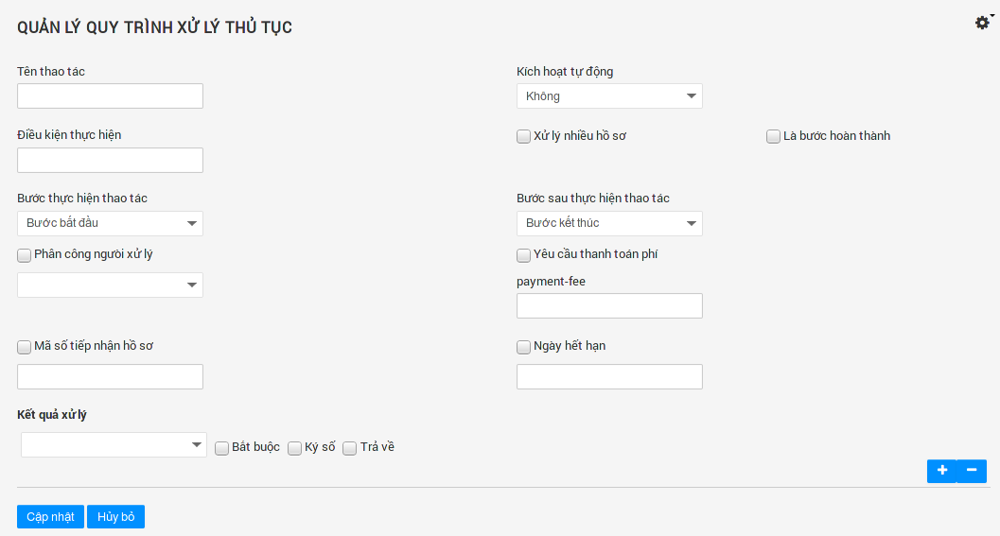 QUẢN LÝ QUY TRÌNH XỬ LÝ THỦ TỤC
Tên thao tác
Kích hoạt tự động
Không
Điều kiện thực hiện
Xử lý nhiều hồ sơ
Là bước hoàn thành
Bước thực hiện thao tác
Bước sau thực hiện thao tác
Bước bắt đầu
Bước kết thúc
Phân công người xử lý
Yêu cầu thanh toán phí
payment-fee
Mã số tiếp nhận hồ sơ
Ngày hết hạn
Kết quả xử lý
Bắt buộc
Ký số
Trả về
Cập nhật
Hủy bỏ